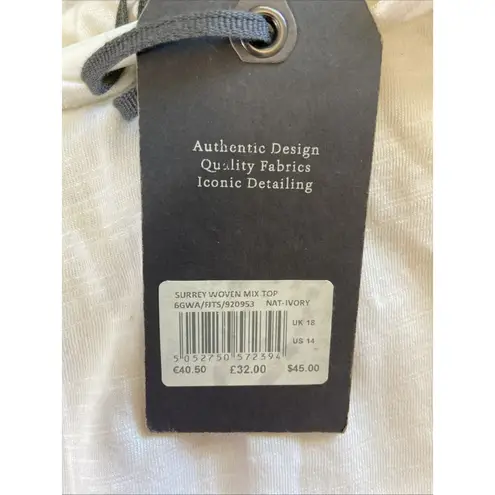 Authentic Design
Quality Fabrics
Iconic Detailing
SURREY WOVEN MIX TOP
6GWA/FJTS/920953 NAT-IVORY
UK 18
US 14
5 052750 572394
€40.50 £32.00 $45.00